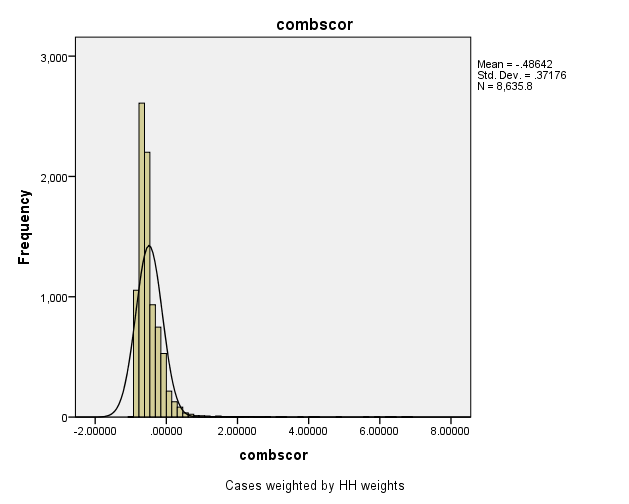 combscor
Mean = -.48642
Std. Dev. = .37176
N = 8,635.8
3,000
2,000
1,000
0
Frequency
-2.00000 .00000 2.00000 4.00000 6.00000 8.00000
combscor
Cases weighted by HH weights